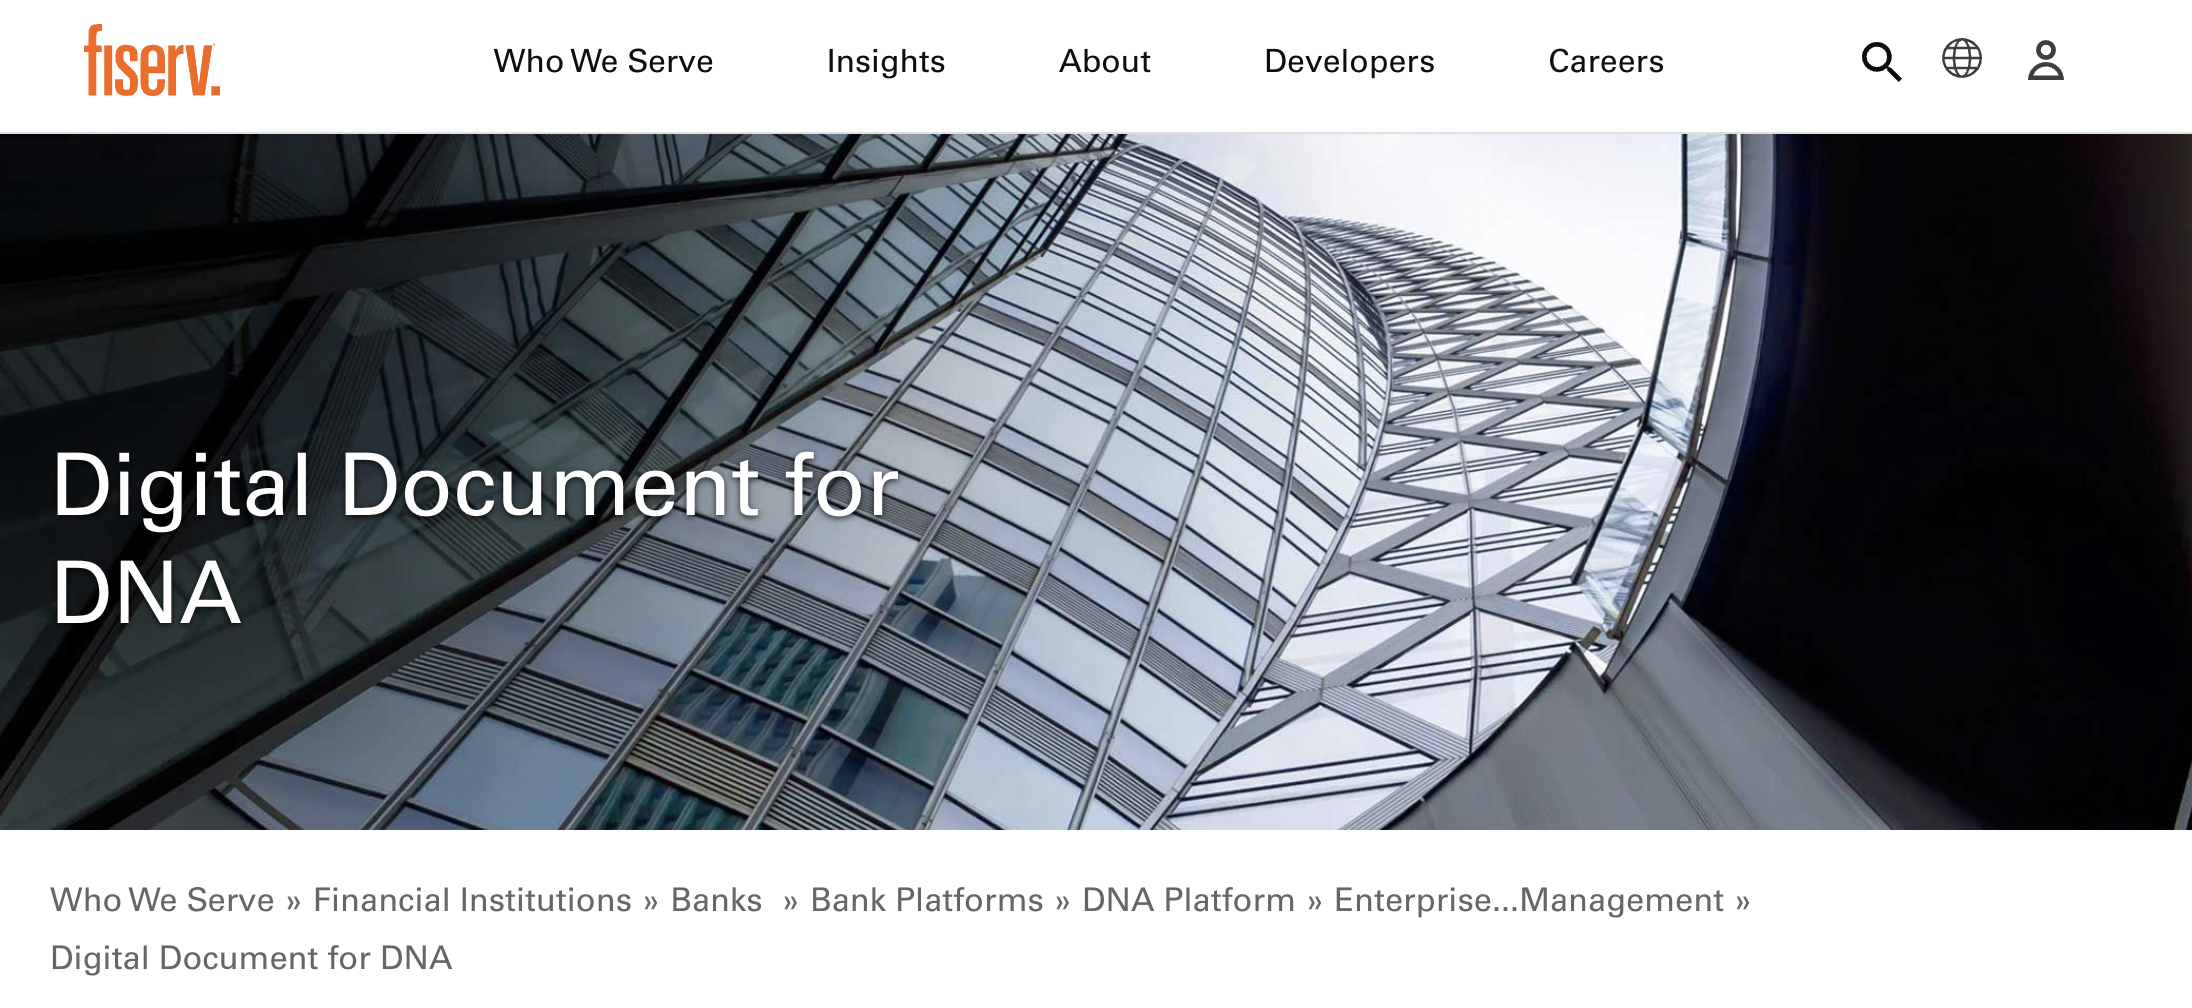 fiserv.
Who We Serve Insights About Developers Careers
Digital Document for
DNA
Who We Serve » Financial Institutions » Banks » Bank Platforms » DNA Platform » Enterprise...Management »
Digital Document for DNA